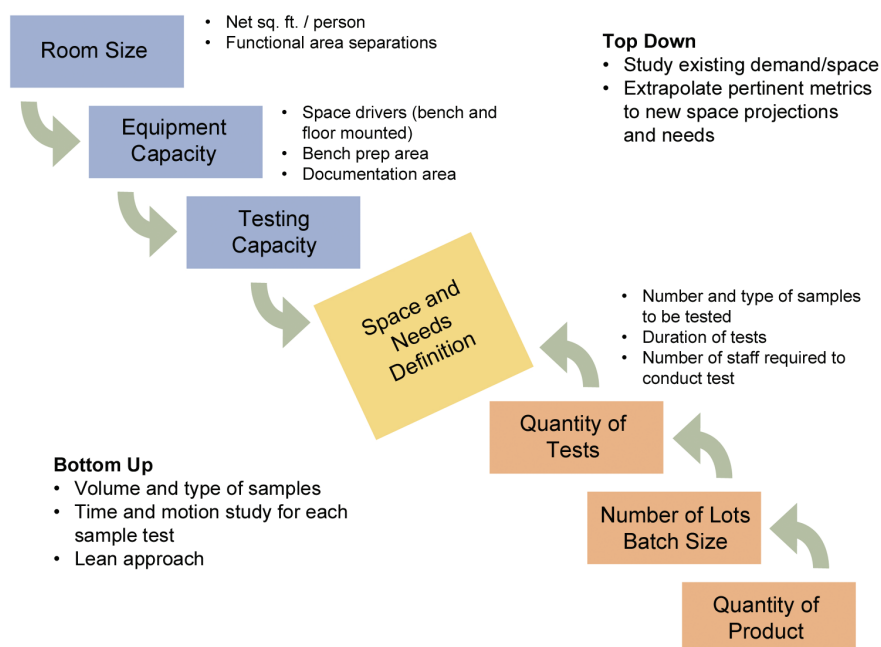 Room Size
• Net sq. ft. / person
• Functional area separations
Top Down
• Study existing demand/space
• Extrapolate pertinent metrics
to new space projections
and needs
Equipment
Capacity
• Space drivers (bench and
floor mounted)
• Bench prep area
• Documentation area
Testing
Capacity
Space and
Needs
Definition
• Number and type of samples
to be tested
• Duration of tests
• Number of staff required to
conduct test
Quantity of
Tests
Bottom Up
• Volume and type of samples
• Time and motion study for each
sample test
• Lean approach
Number of Lots
Batch Size
Quantity of
Product